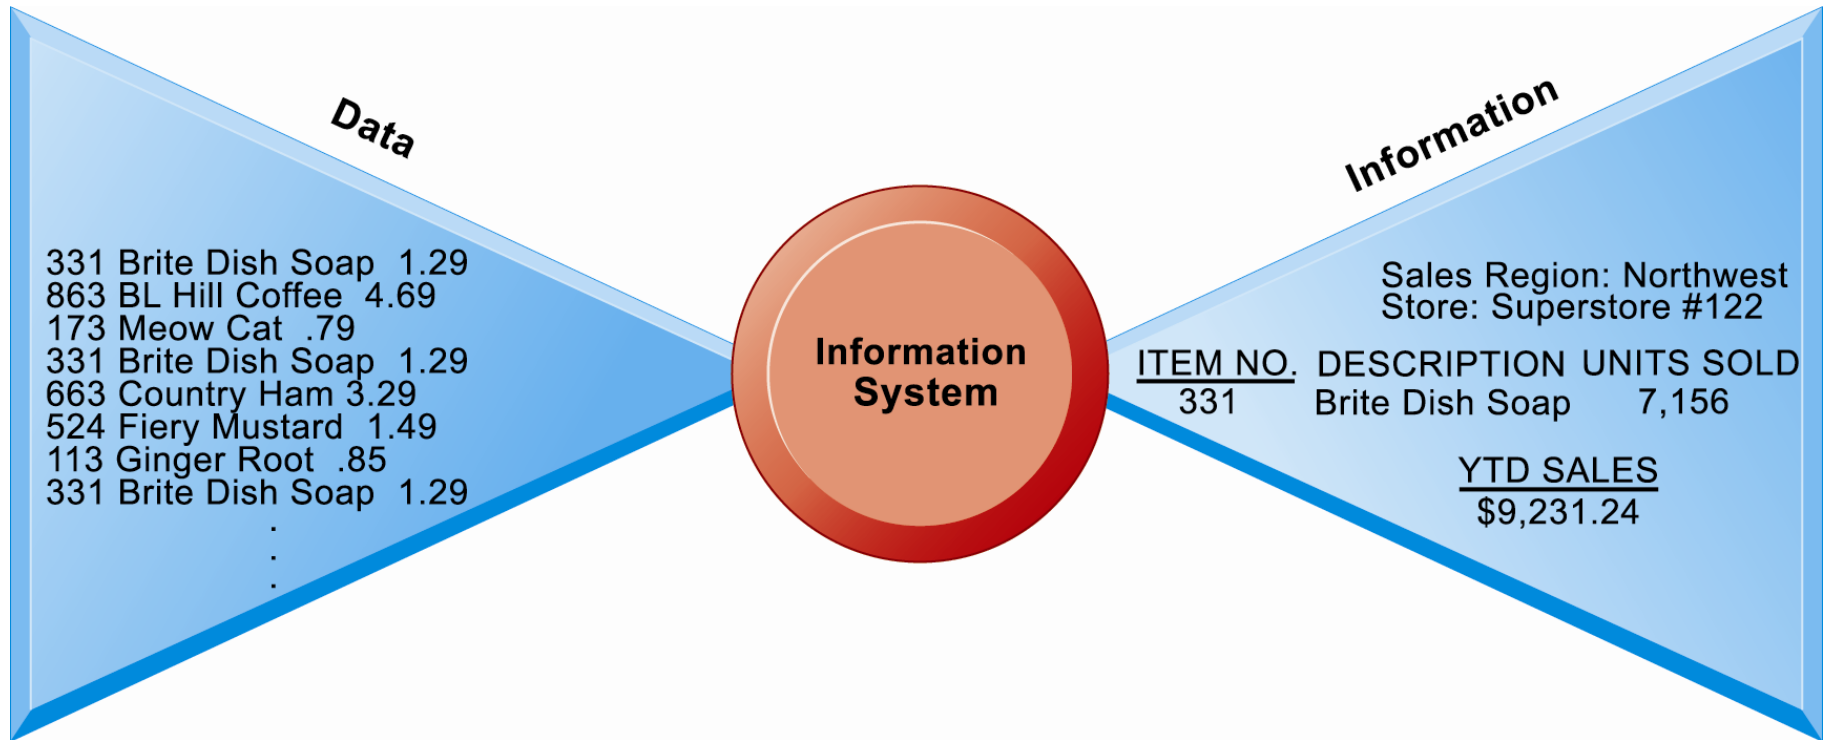 Data
331 Brite Dish Soap 1.29
863 BL Hill Coffee 4.69
173 Meow Cat .79
331 Brite Dish Soap 1.29
663 Country Ham 3.29
524 Fiery Mustard 1.49
113 Ginger Root .85
331 Brite Dish Soap 1.29
.
.
.
Information
System
Information
Sales Region: Northwest
Store: Superstore #122
ITEM NO. DESCRIPTION UNITS SOLD
331 Brite Dish Soap 7,156
YTD SALES
$9,231.24